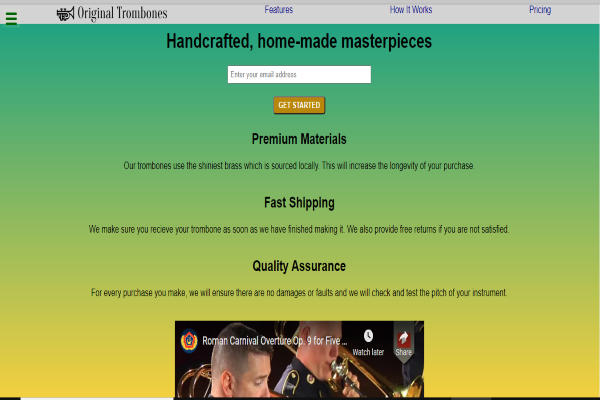 Original Trombones
Features
How It Works
Pricing
Handcrafted, home-made masterpieces
Enter your email address
GET STARTED
Premium Materials
Our trombones use the shiniest brass which is sourced locally. This will increase the longevity of your purchase.
Fast Shipping
We make sure you recieve your trombone as soon as we have finished making it. We also provide free returns if you are not satisfied.
Quality Assurance
For every purchase you make, we will ensure there are no damages or faults and we will check and test the pitch of your instrument.
Roman Carnival Overture Op. 9 for Five ...
Watch later
Share